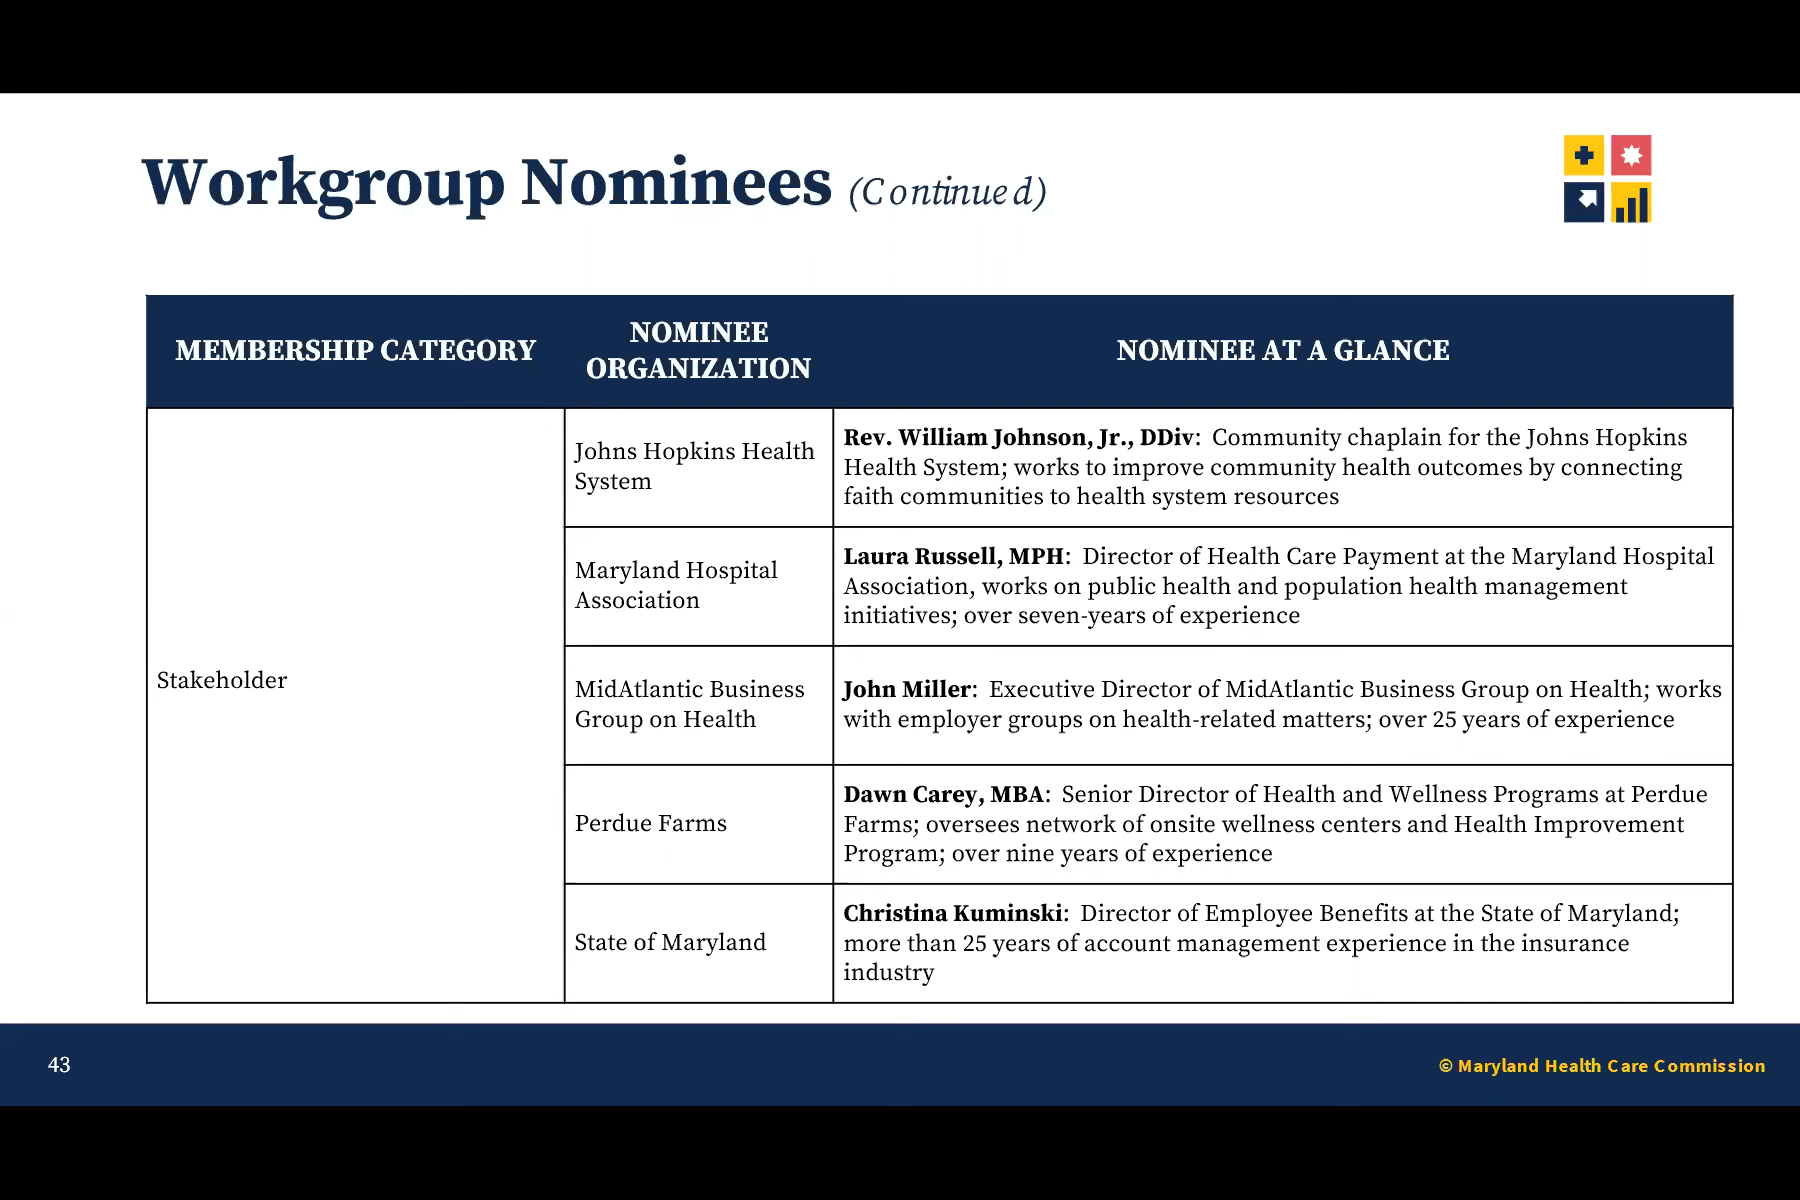 Workgroup Nominees (Continued)
MEMBERSHIP CATEGORY
NOMINEE
ORGANIZATION
NOMINEE AT A GLANCE
Stakeholder
Johns Hopkins Health
System
Rev. William Johnson, Jr., DDiv: Community chaplain for the Johns Hopkins
Health System; works to improve community health outcomes by connecting
faith communities to health system resources
Maryland Hospital
Association
Laura Russell, MPH: Director of Health Care Payment at the Maryland Hospital
Association, works on public health and population health management
initiatives; over seven-years of experience
MidAtlantic Business
Group on Health
John Miller: Executive Director of MidAtlantic Business Group on Health; works
with employer groups on health-related matters; over 25 years of experience
Perdue Farms
Dawn Carey, MBA: Senior Director of Health and Wellness Programs at Perdue
Farms; oversees network of onsite wellness centers and Health Improvement
Program; over nine years of experience
State of Maryland
Christina Kuminski: Director of Employee Benefits at the State of Maryland;
more than 25 years of account management experience in the insurance
industry
43
© Maryland Health Care Commission